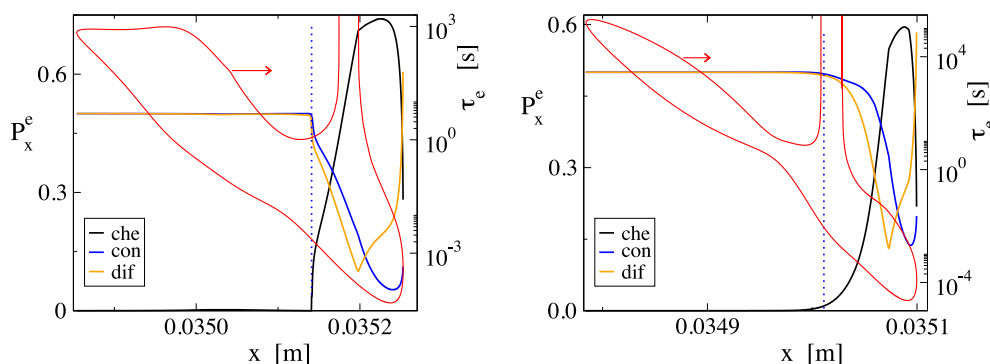 0.6
P_x^e
0.3
0
che
con
dif
0.0350
0.0352
x [m]
10^3
10^0
10^-3
τ_e [s]
0.6
P_x^e
0.3
0
che
con
dif
0.0349
0.0351
x [m]
10^4
10^0
10^-4
τ_e [s]